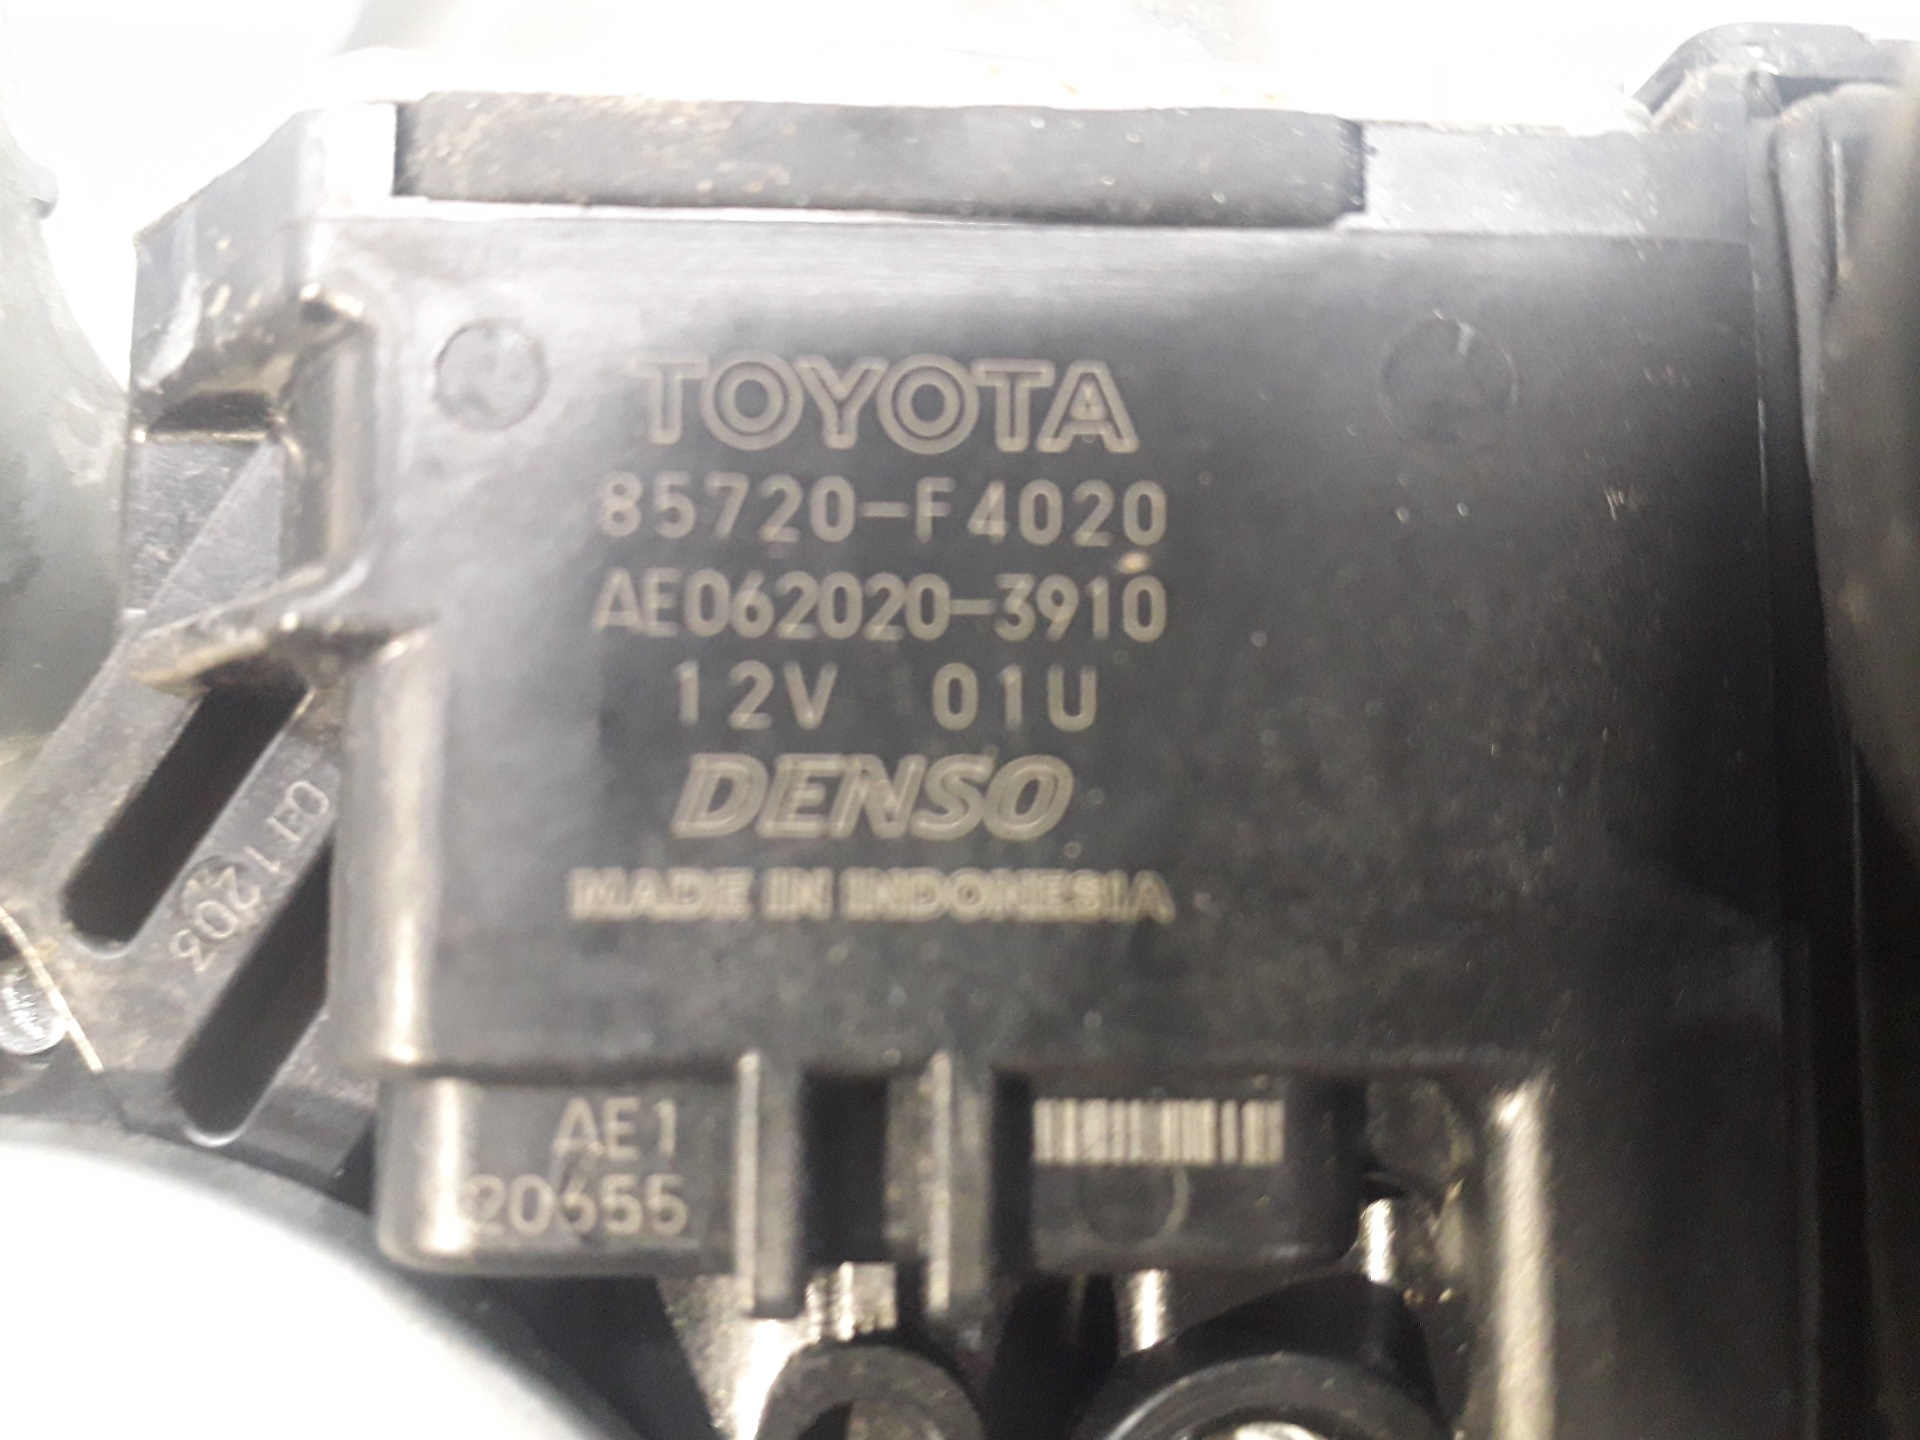 TOYOTA
85720-F4020
AE062020-3910
12V 01U
DENSO
MADE IN INDONESIA
AE1
20655